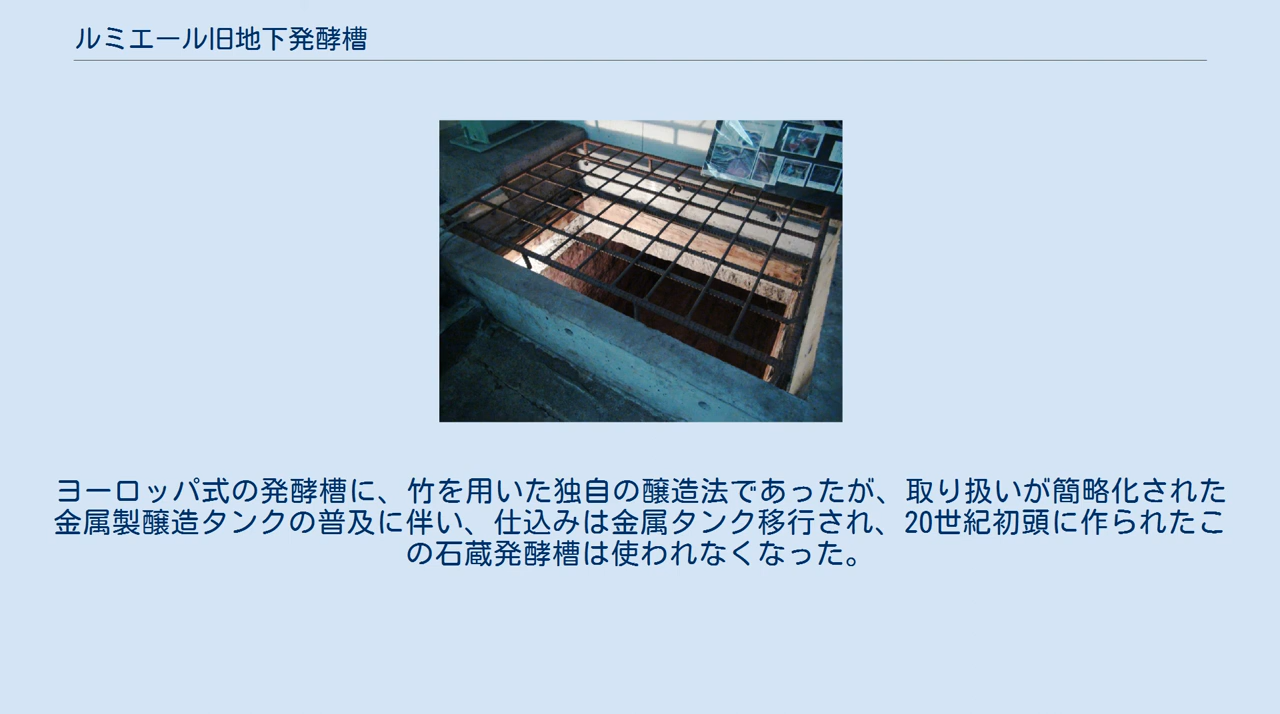 ルミエール旧地下発酵槽
ヨーロッパ式の発酵槽に、竹を用いた独自の醸造法であったが、取り扱いが簡略化された
金属製醸造タンクの普及に伴い、仕込みは金属タンク移行され、20世紀初頭に作られたこ
の石蔵発酵槽は使われなくなった。